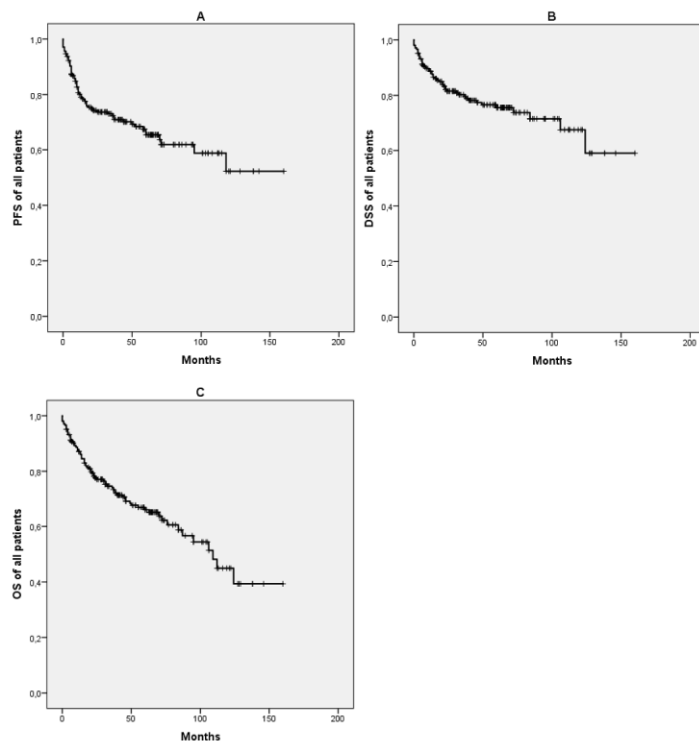 A
1,0
0,8
0,6
0,4
0,2
0,0
PFS of all patients
0 50 100 150 200
Months
B
1,0
0,8
0,6
0,4
0,2
0,0
DSS of all patients
0 50 100 150 200
Months
C
1,0
0,8
0,6
0,4
0,2
0,0
OS of all patients
0 50 100 150 200
Months